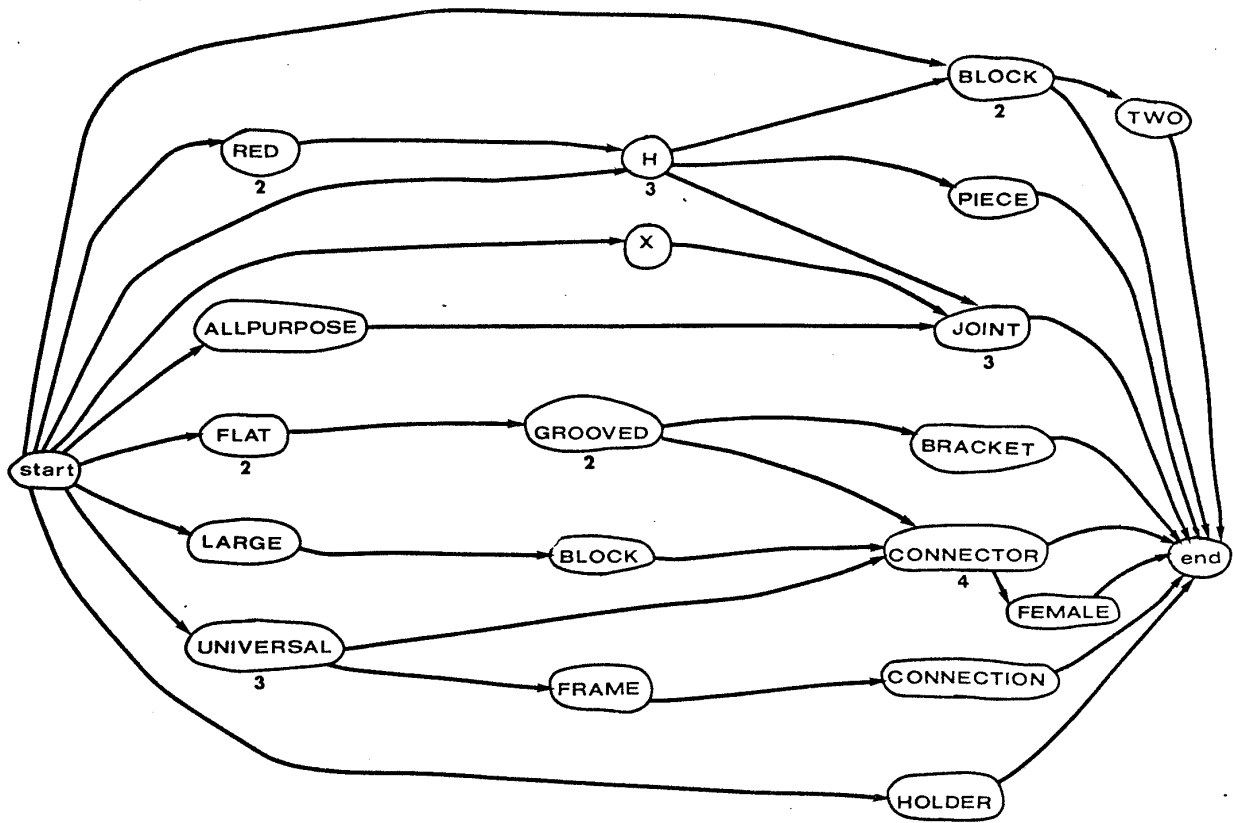 BLOCK
2
TWO
RED
2
H
3
PIECE
X
ALLPURPOSE
JOINT
3
FLAT
2
GROOVED
2
BRACKET
start
LARGE
BLOCK
CONNECTOR
4
end
FEMALE
UNIVERSAL
3
FRAME
CONNECTION
HOLDER